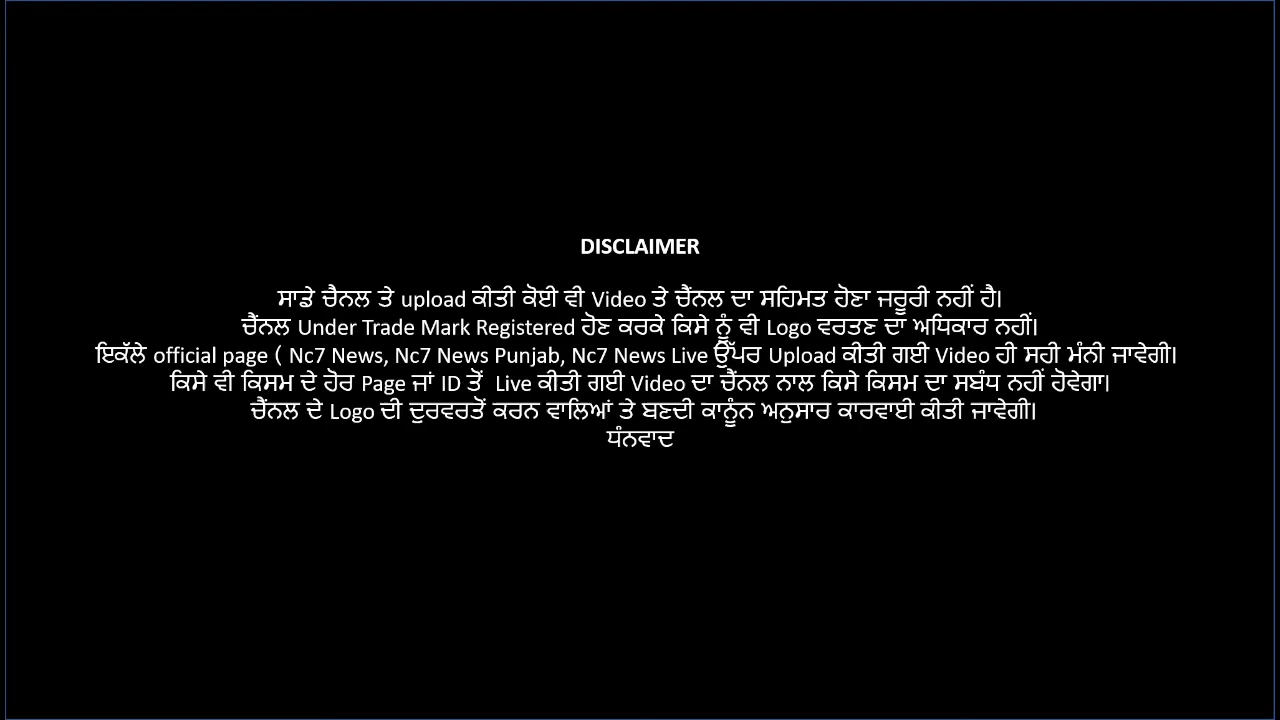 DISCLAIMER
ਸਾਡੇ ਚੈਨਲ ਤੇ upload ਕੀਤੀ ਕੋਈ ਵੀ Video ਤੇ ਚੈਂਨਲ ਦਾ ਸਹਿਮਤ ਹੋਣਾ ਜਰੂਰੀ ਨਹੀਂ ਹੈ।
ਚੈਂਨਲ Under Trade Mark Registered ਹੋਣ ਕਰਕੇ ਕਿਸੇ ਨੂੰ ਵੀ Logo ਵਰਤਣ ਦਾ ਅਧਿਕਾਰ ਨਹੀਂ।
ਇਕੱਲੇ official page ( Nc7 News, Nc7 News Punjab, Nc7 News Live ਉੱਪਰ Upload ਕੀਤੀ ਗਈ Video ਹੀ ਸਹੀ ਮੰਨੀ ਜਾਵੇਗੀ।
ਕਿਸੇ ਵੀ ਕਿਸਮ ਦੇ ਹੋਰ Page ਜਾਂ ID ਤੋਂ Live ਕੀਤੀ ਗਈ Video ਦਾ ਚੈਂਨਲ ਨਾਲ ਕਿਸੇ ਕਿਸਮ ਦਾ ਸਬੰਧ ਨਹੀਂ ਹੋਵੇਗਾ।
ਚੈਂਨਲ ਦੇ Logo ਦੀ ਦੁਰਵਰਤੋਂ ਕਰਨ ਵਾਲਿਆਂ ਤੇ ਬਣਦੀ ਕਾਨੂੰਨ ਅਨੁਸਾਰ ਕਾਰਵਾਈ ਕੀਤੀ ਜਾਵੇਗੀ।
ਧੰਨਵਾਦ